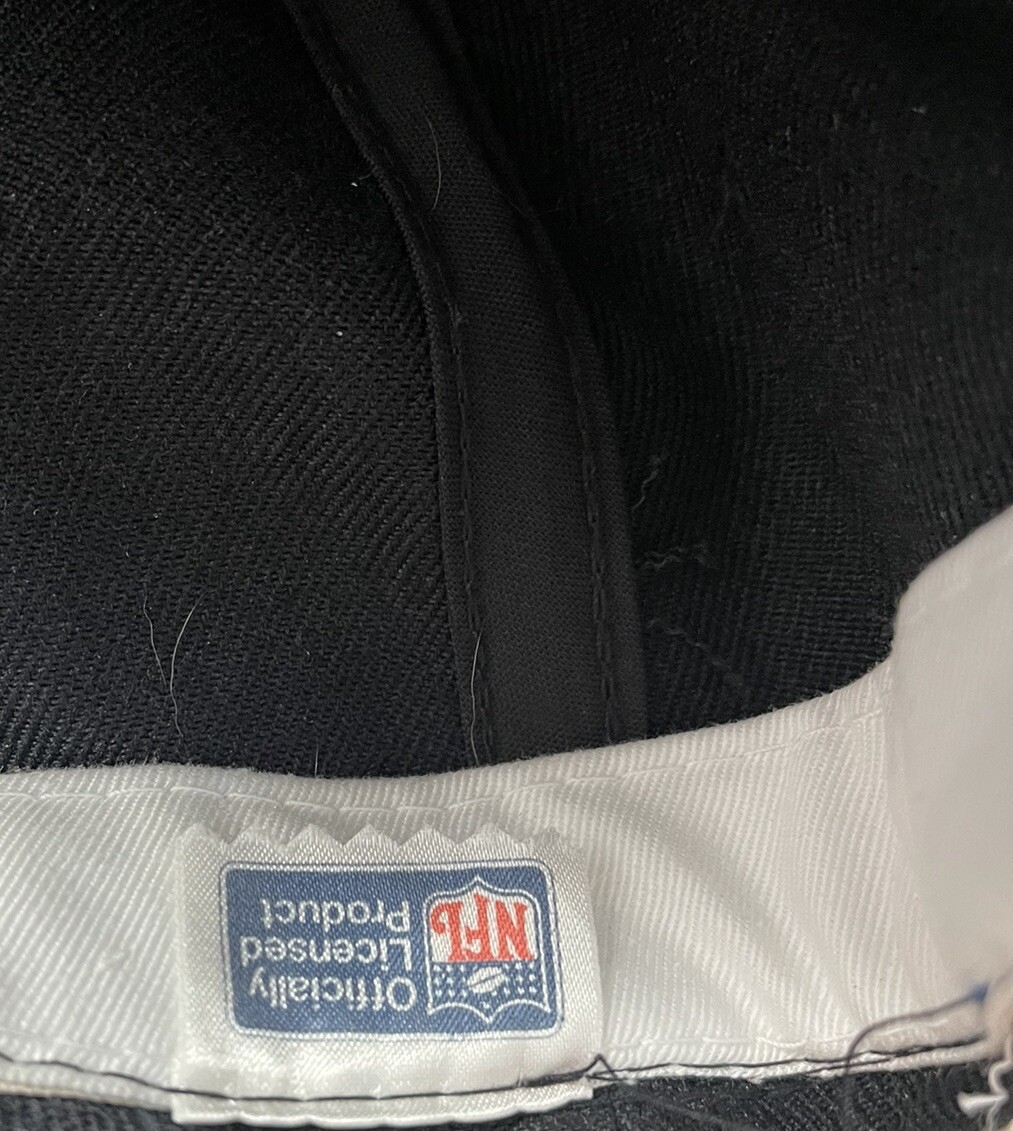 NFL
Officially
Licensed
Product